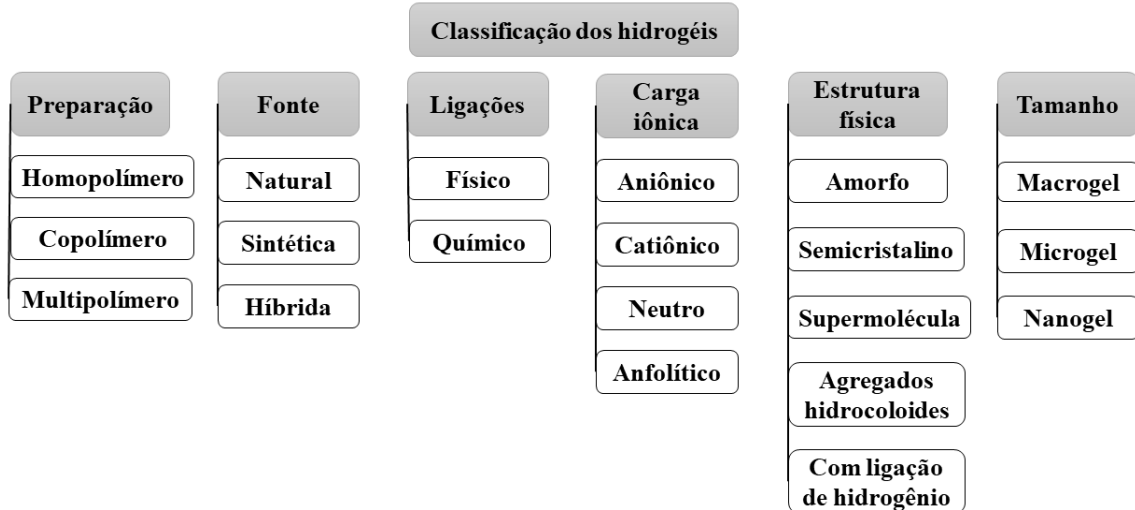 Classificação dos hidrogéis
Preparação
Homopolímero
Copolímero
Multipolímero
Fonte
Natural
Sintética
Híbrida
Ligações
Físico
Químico
Carga
iônica
Aniônico
Catiônico
Neutro
Anfolítico
Estrutura
física
Amorfo
Semicristalino
Supermolécula
Agregados
hidrocoloides
Com ligação
de hidrogênio
Tamanho
Macrogel
Microgel
Nanogel